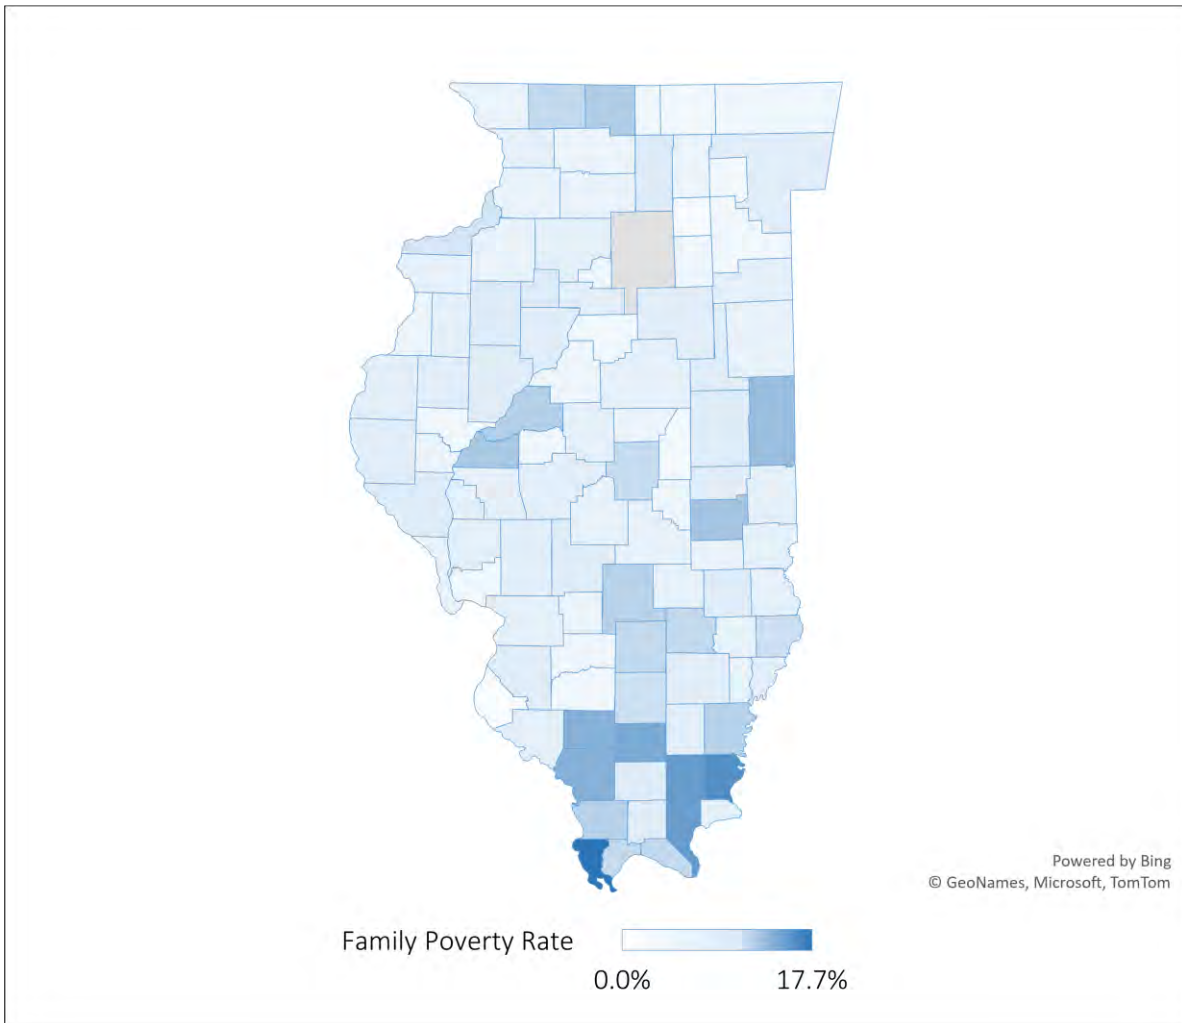 Powered by Bing
© GeoNames, Microsoft, TomTom
Family Poverty Rate
0.0% 17.7%